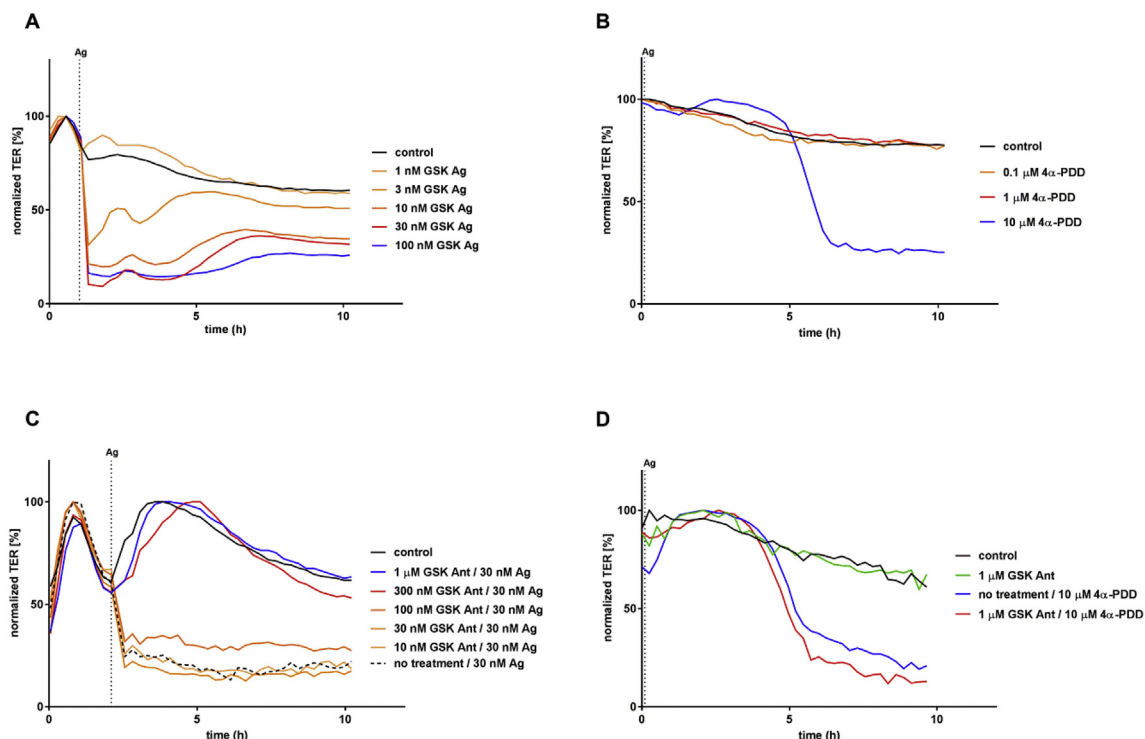 A
Ag
normalized TER [%]
100
50
0
0
5
10
time (h)
control
1 nM GSK Ag
3 nM GSK Ag
10 nM GSK Ag
30 nM GSK Ag
100 nM GSK Ag
B
Ag
normalized TER [%]
100
50
0
0
5
10
time (h)
control
0.1 μM 4α-PDD
1 μM 4α-PDD
10 μM 4α-PDD
C
Ag
normalized TER [%]
100
50
0
0
5
10
time (h)
control
1 μM GSK Ant / 30 nM Ag
300 nM GSK Ant / 30 nM Ag
100 nM GSK Ant / 30 nM Ag
30 nM GSK Ant / 30 nM Ag
10 nM GSK Ant / 30 nM Ag
no treatment / 30 nM Ag
D
Ag
normalized TER [%]
100
50
0
0
5
10
time (h)
control
1 μM GSK Ant
no treatment / 10 μM 4α-PDD
1 μM GSK Ant / 10 μM 4α-PDD